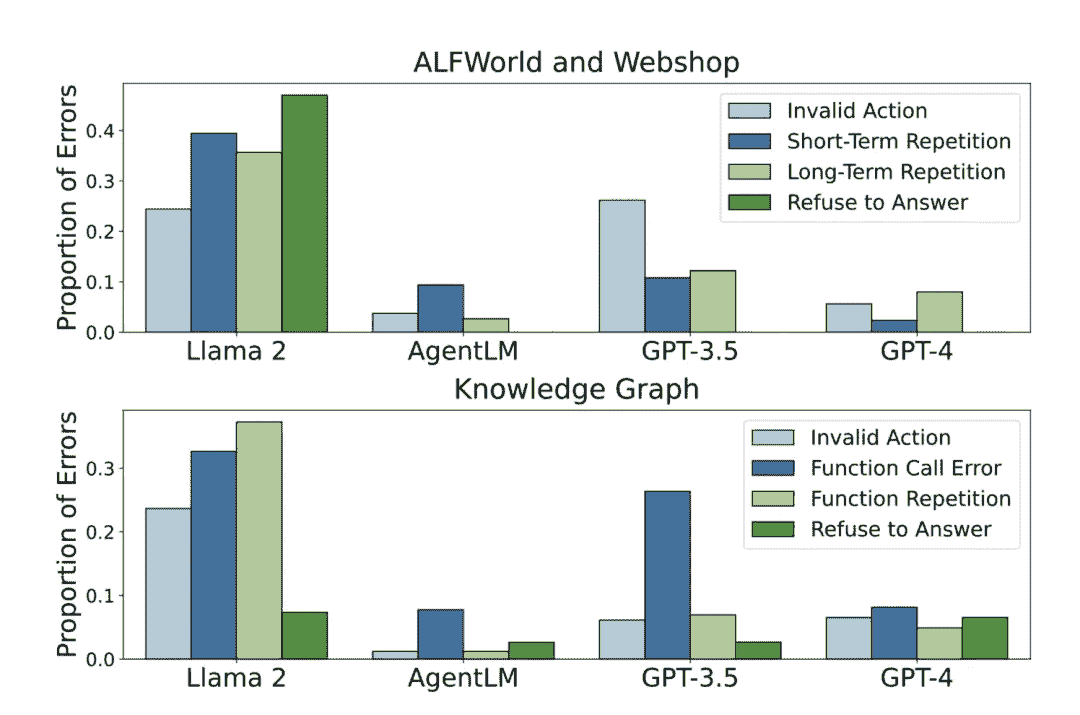 ALFWorld and Webshop
Proportion of Errors
0.4
0.3
0.2
0.1
0.0
Invalid Action
Short-Term Repetition
Long-Term Repetition
Refuse to Answer
Llama 2 AgentLM GPT-3.5 GPT-4
Knowledge Graph
Proportion of Errors
0.3
0.2
0.1
0.0
Invalid Action
Function Call Error
Function Repetition
Refuse to Answer
Llama 2 AgentLM GPT-3.5 GPT-4